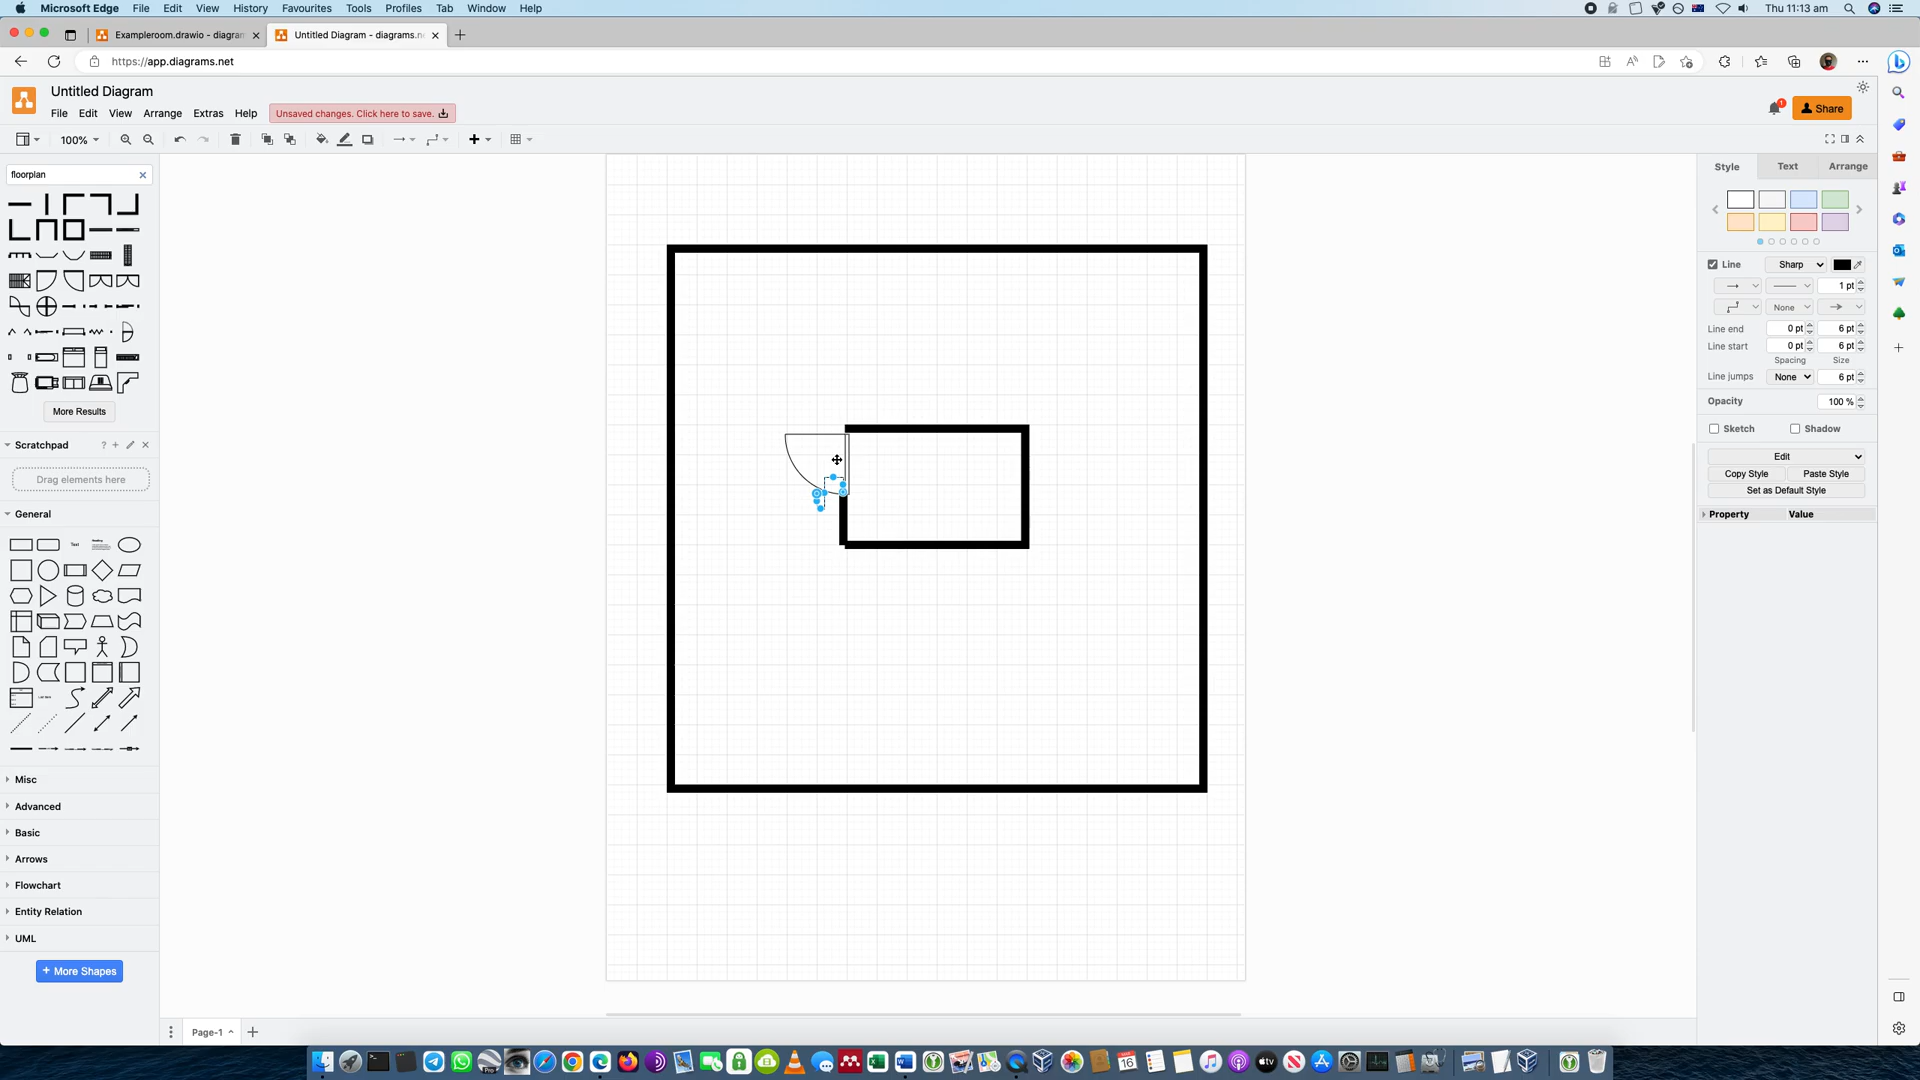 Microsoft Edge File Edit View History Favourites Tools Profiles Tab Window Help Thu 11:13 am
Exampleroom.drawio - diagram
Untitled Diagram - diagrams.n
https://app.diagrams.net
Untitled Diagram
File Edit View Arrange Extras Help Unsaved changes. Click here to save.
1 Share
100%
floorplan
More Results
Scratchpad ?
Drag elements here
General
Text
Misc
Advanced
Basic
Arrows
Flowchart
Entity Relation
UML
+ More Shapes
Page-1
Style Text Arrange
Line Sharp
1 pt
None
Line end 0 pt 6 pt
Line start 0 pt 6 pt
Spacing Size
Line jumps None 6 pt
Opacity 100 %
Sketch Shadow
Edit
Copy Style Paste Style
Set as Default Style
Property Value
16